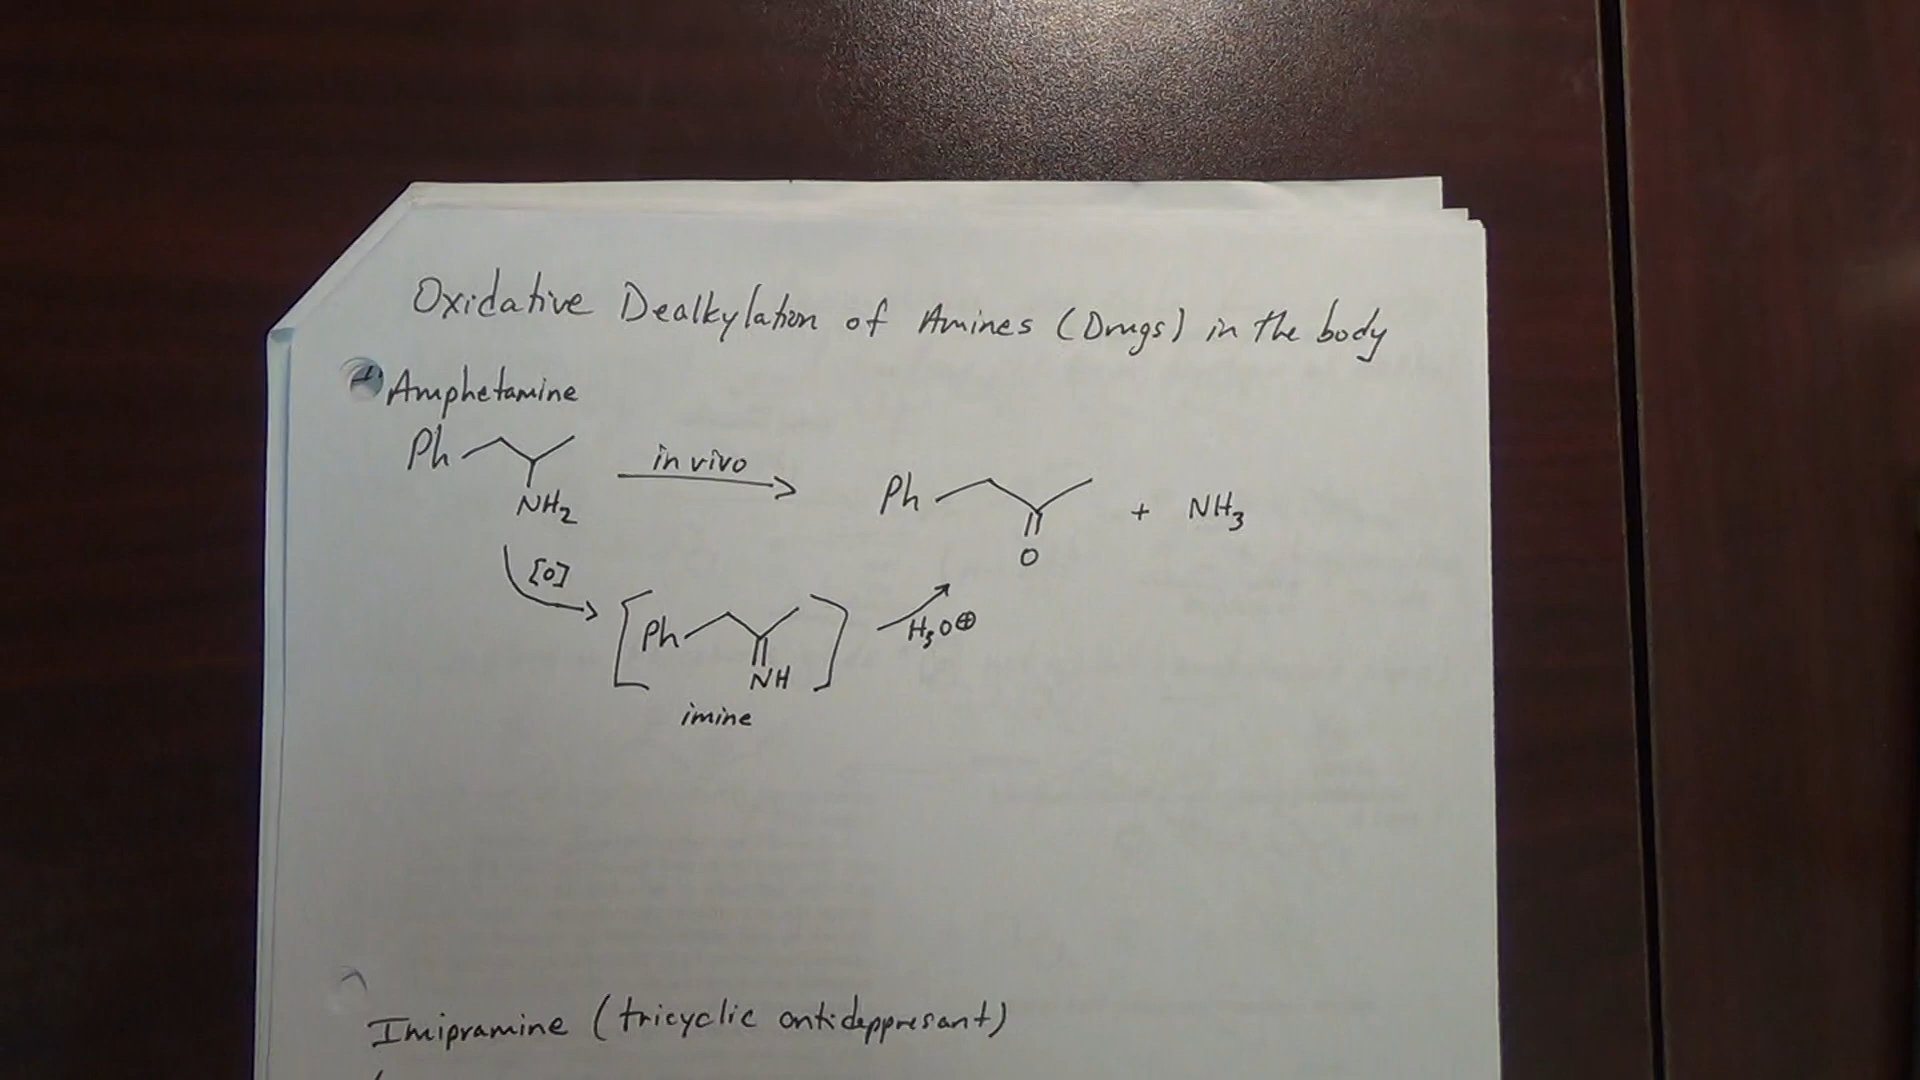 Oxidative Dealkylation of Amines (Drugs) in the body
Amphetamine
Ph
NH2
in vivo
Ph
O
+ NH3
[O]
Ph
NH
imine
H3O⊕
Imipramine (tricyclic antideppresant)